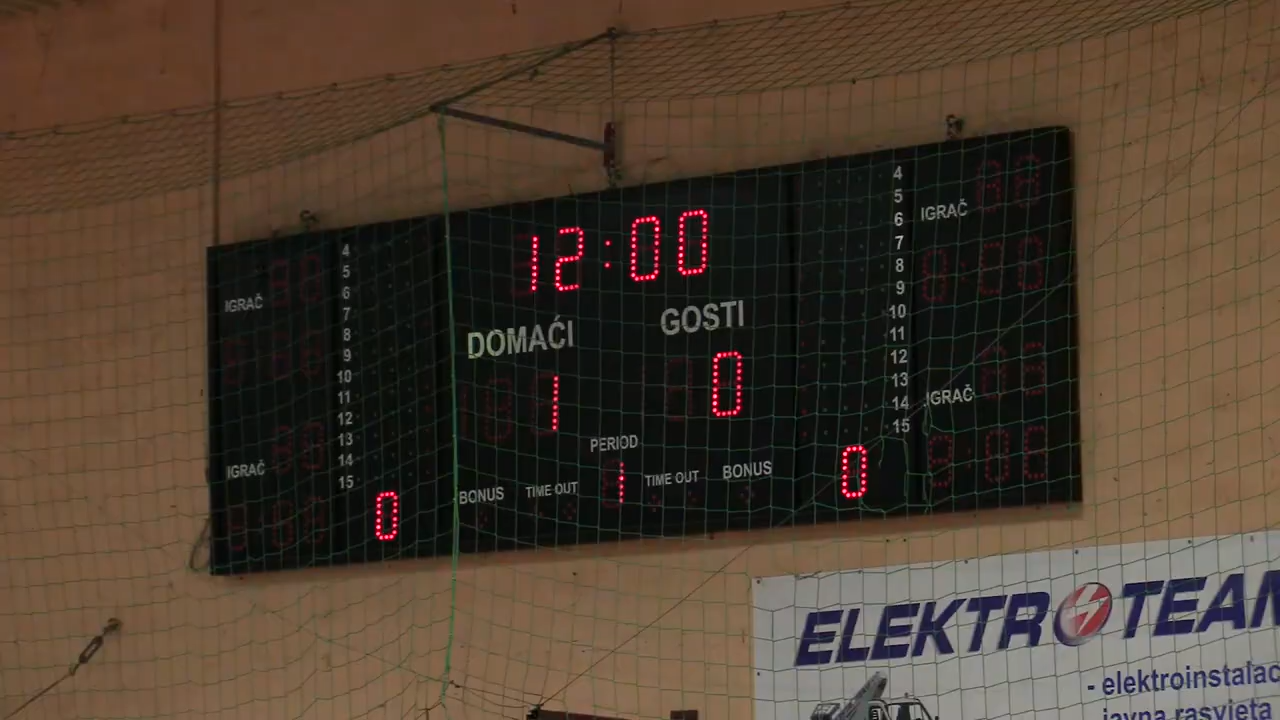 12:00
DOMAĆI GOSTI
1 0
PERIOD
1
BONUS TIME OUT TIME OUT BONUS
0 0
IGRAČ
IGRAČ
4
5
6
7
8
9
10
11
12
13
14
15
4
5
6
7
8
9
10
11
12
13
14
15
IGRAČ
IGRAČ
ELEKTROTEAM
- elektroinstalac
javna rasvjeta